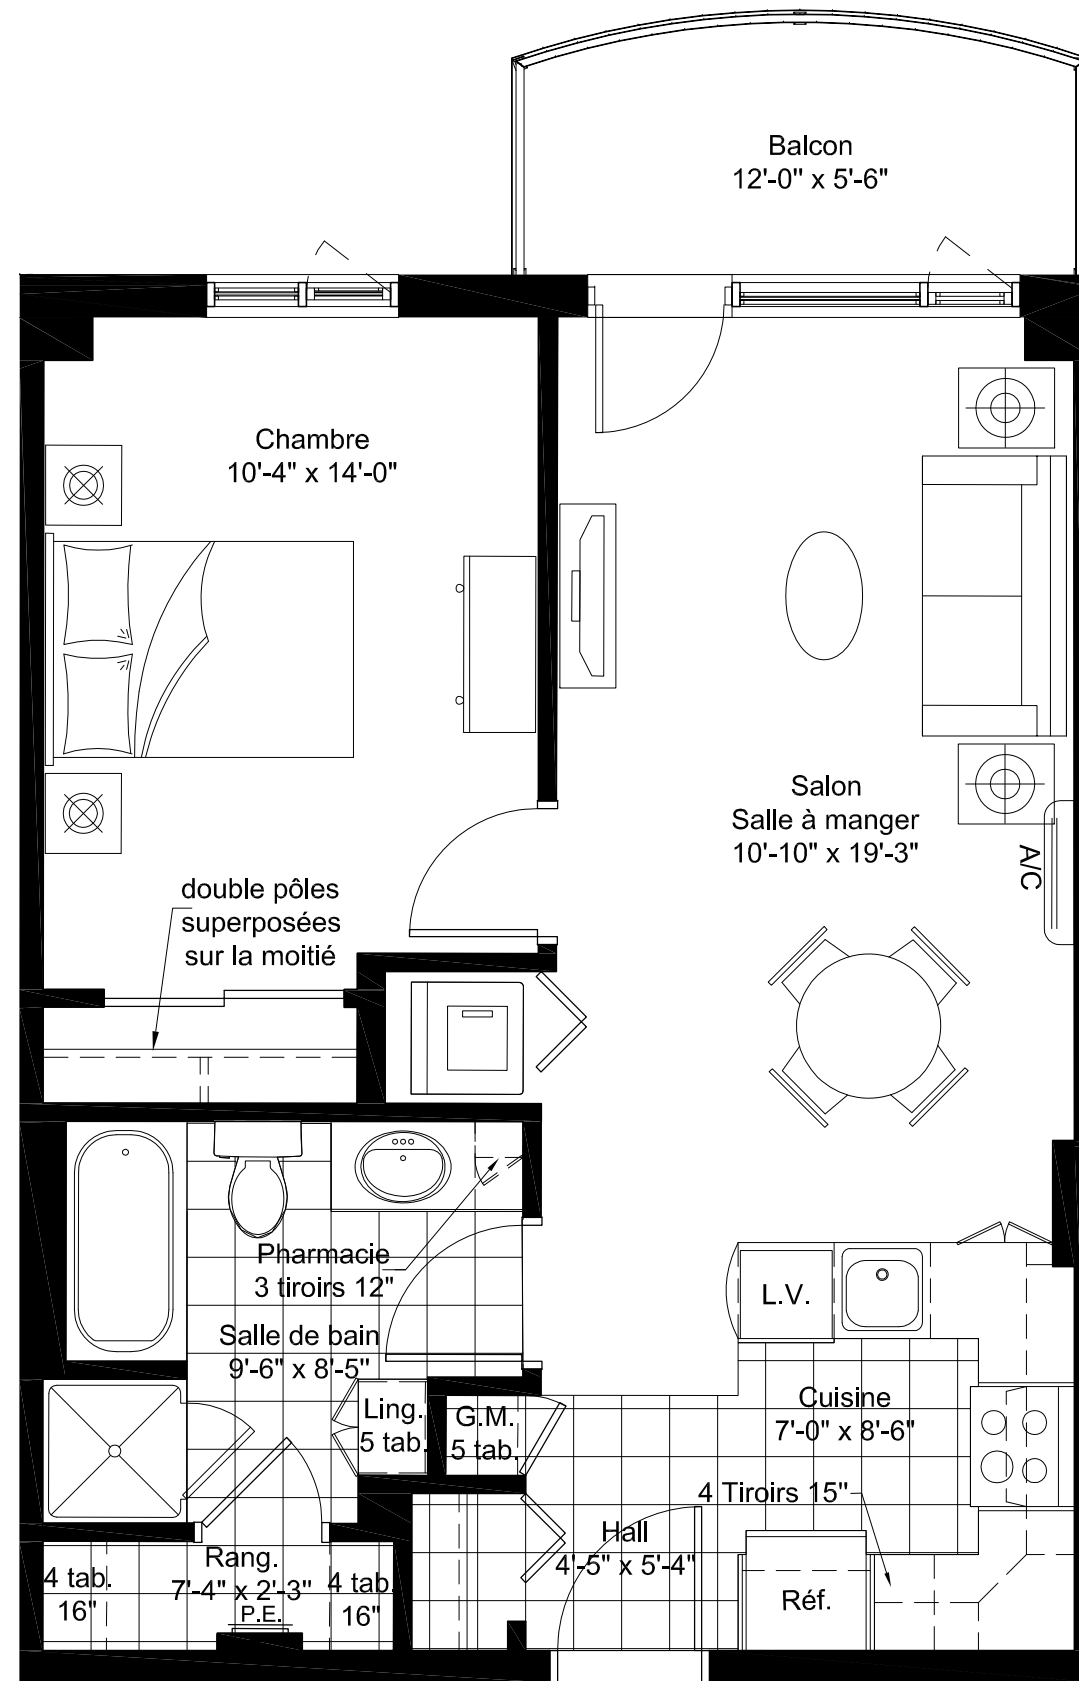 Balcon
12'-0" x 5'-6"
Chambre
10'-4" x 14'-0"
Salon
Salle à manger
10'-10" x 19'-3"
A/C
double pôles
superposées
sur la moitié
Pharmacie
3 tiroirs 12"
L.V.
Salle de bain
9'-6" x 8'-5"
Ling.
5 tab.
G.M.
5 tab.
Cuisine
7'-0" x 8'-6"
4 Tiroirs 15"
Hall
4'-5" x 5'-4"
Rang.
7'-4" x 2'-3"
P.E.
4 tab.
16"
4 tab.
16"
Réf.